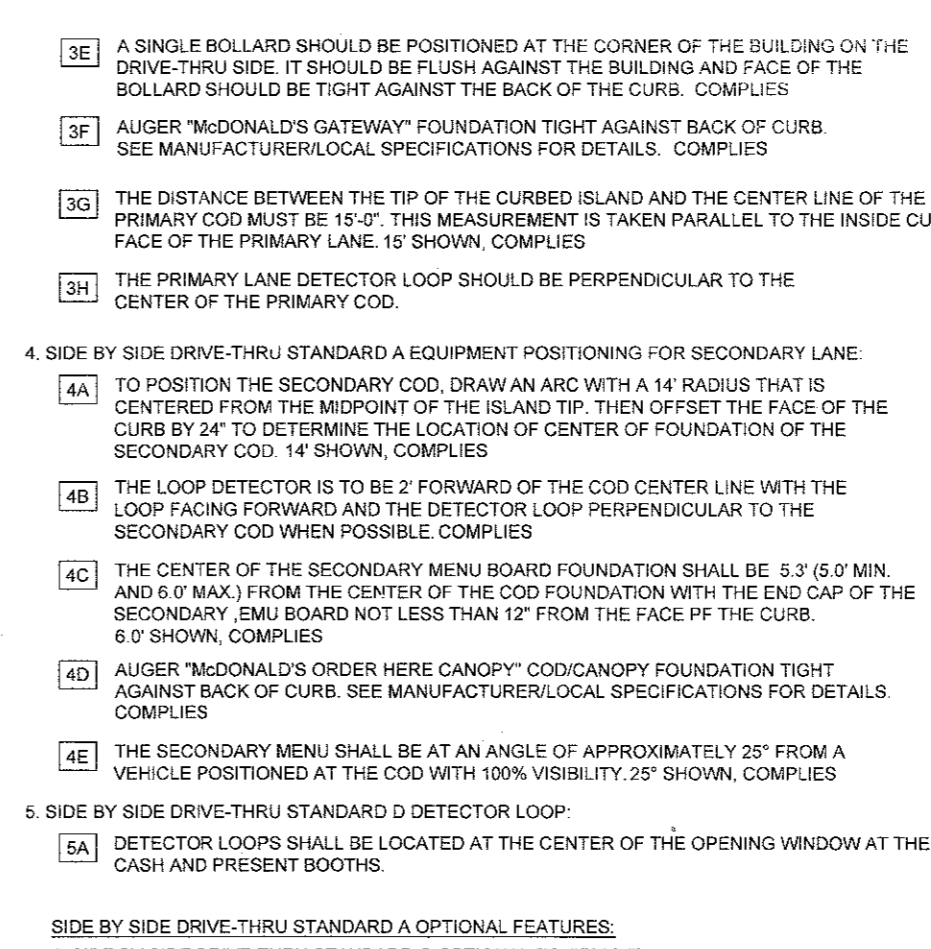 3E A SINGLE BOLLARD SHOULD BE POSITIONED AT THE CORNER OF THE BUILDING ON THE
DRIVE-THRU SIDE. IT SHOULD BE FLUSH AGAINST THE BUILDING AND FACE OF THE
BOLLARD SHOULD BE TIGHT AGAINST THE BACK OF THE CURB. COMPLIES
3F AUGER "McDONALD'S GATEWAY" FOUNDATION TIGHT AGAINST BACK OF CURB.
SEE MANUFACTURER/LOCAL SPECIFICATIONS FOR DETAILS. COMPLIES
3G THE DISTANCE BETWEEN THE TIP OF THE CURBED ISLAND AND THE CENTER LINE OF THE
PRIMARY COD MUST BE 15'-0". THIS MEASUREMENT IS TAKEN PARALLEL TO THE INSIDE CU
FACE OF THE PRIMARY LANE. 15' SHOWN, COMPLIES
3H THE PRIMARY LANE DETECTOR LOOP SHOULD BE PERPENDICULAR TO THE
CENTER OF THE PRIMARY COD.
4. SIDE BY SIDE DRIVE-THRU STANDARD A EQUIPMENT POSITIONING FOR SECONDARY LANE:
4A TO POSITION THE SECONDARY COD, DRAW AN ARC WITH A 14' RADIUS THAT IS
CENTERED FROM THE MIDPOINT OF THE ISLAND TIP. THEN OFFSET THE FACE OF THE
CURB BY 24" TO DETERMINE THE LOCATION OF CENTER OF FOUNDATION OF THE
SECONDARY COD. 14' SHOWN, COMPLIES
4B THE LOOP DETECTOR IS TO BE 2' FORWARD OF THE COD CENTER LINE WITH THE
LOOP FACING FORWARD AND THE DETECTOR LOOP PERPENDICULAR TO THE
SECONDARY COD WHEN POSSIBLE. COMPLIES
4C THE CENTER OF THE SECONDARY MENU BOARD FOUNDATION SHALL BE 5.3' (5.0' MIN.
AND 6.0' MAX.) FROM THE CENTER OF THE COD FOUNDATION WITH THE END CAP OF THE
SECONDARY ,EMU BOARD NOT LESS THAN 12" FROM THE FACE PF THE CURB.
6.0' SHOWN, COMPLIES
4D AUGER "McDONALD'S ORDER HERE CANOPY" COD/CANOPY FOUNDATION TIGHT
AGAINST BACK OF CURB. SEE MANUFACTURER/LOCAL SPECIFICATIONS FOR DETAILS.
COMPLIES
4E THE SECONDARY MENU SHALL BE AT AN ANGLE OF APPROXIMATELY 25° FROM A
VEHICLE POSITIONED AT THE COD WITH 100% VISIBILITY. 25° SHOWN, COMPLIES
5. SIDE BY SIDE DRIVE-THRU STANDARD D DETECTOR LOOP:
5A DETECTOR LOOPS SHALL BE LOCATED AT THE CENTER OF THE OPENING WINDOW AT THE
CASH AND PRESENT BOOTHS.
SIDE BY SIDE DRIVE-THRU STANDARD A OPTIONAL FEATURES: